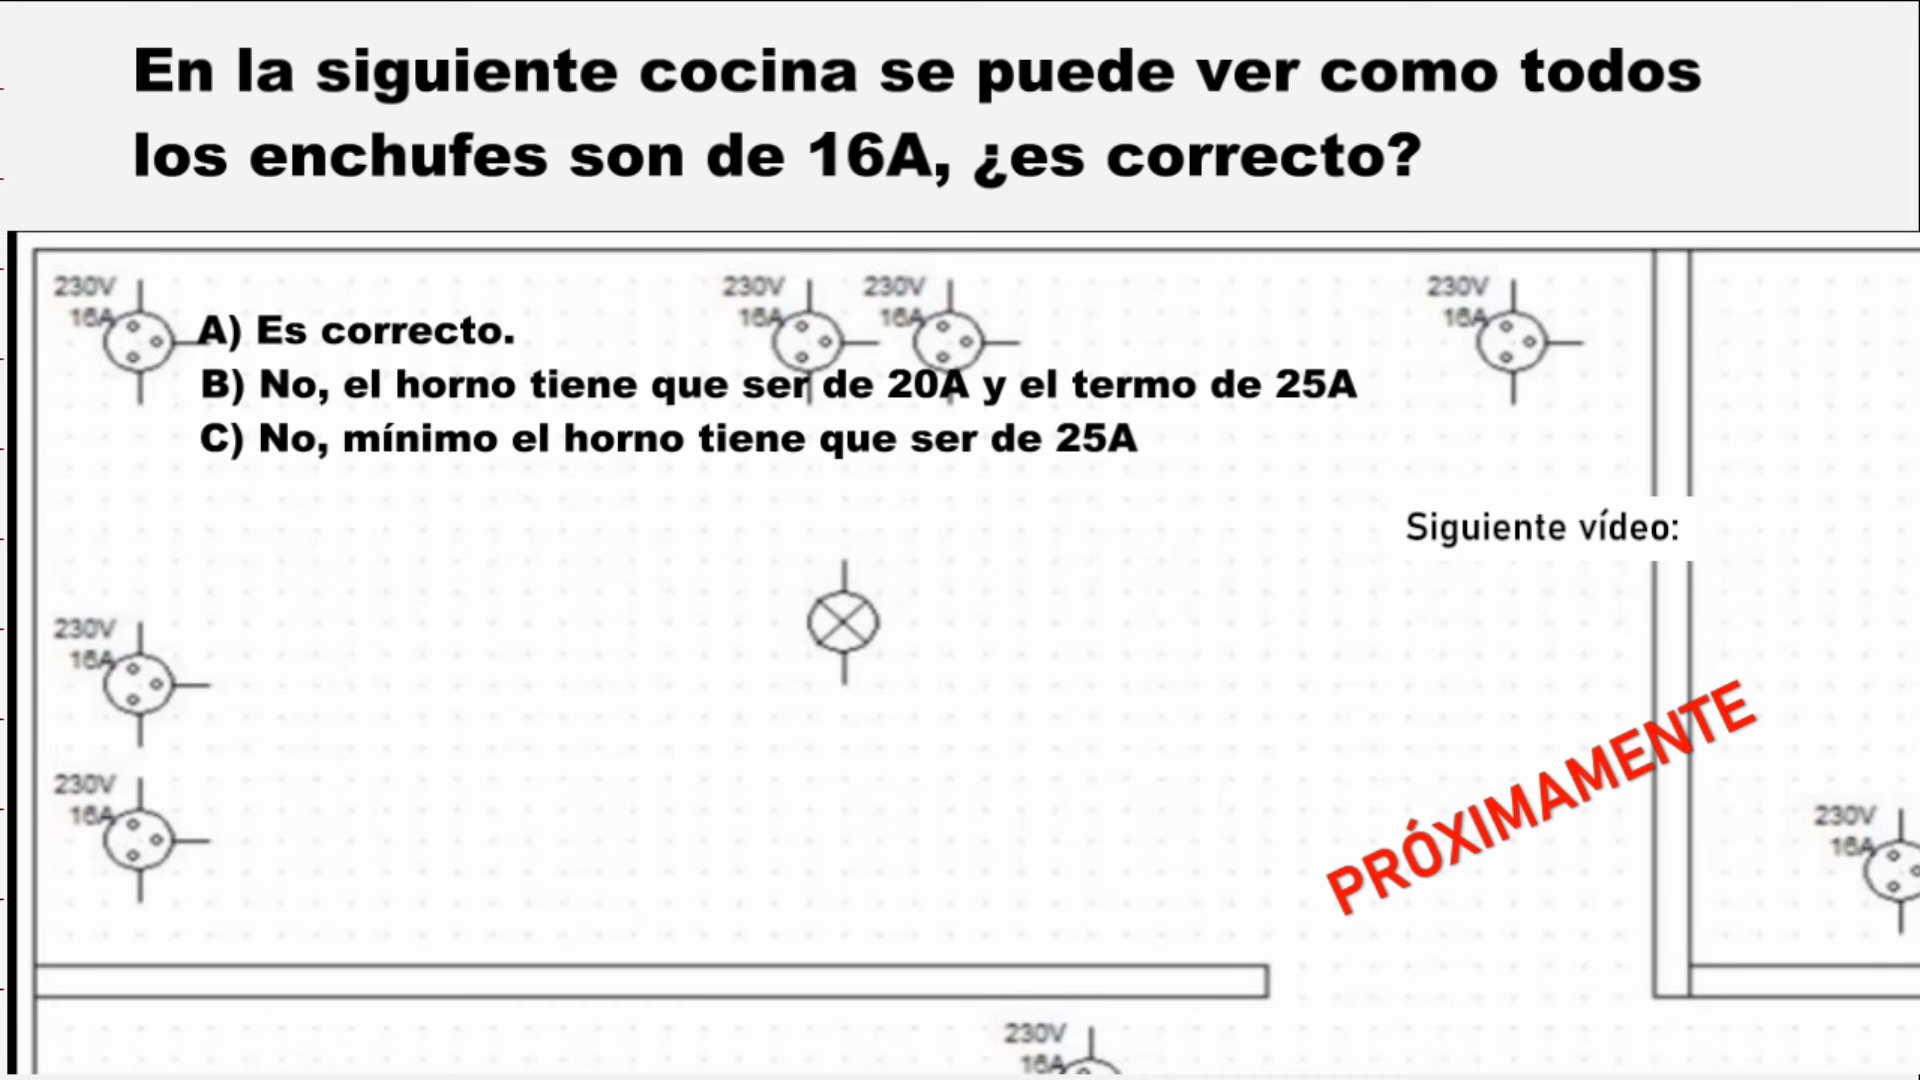 En la siguiente cocina se puede ver como todos
los enchufes son de 16A, ¿es correcto?
230V
16A
230V
16A
230V
16A
230V
16A
A) Es correcto.
B) No, el horno tiene que ser de 20A y el termo de 25A
C) No, mínimo el horno tiene que ser de 25A
Siguiente vídeo:
230V
16A
PRÓXIMAMENTE
230V
16A
230V
16A
230V
16A